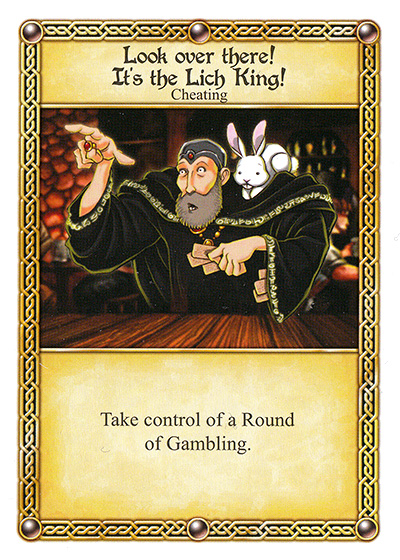 Look over there!
It's the Lich King!
Cheating
Take control of a Round
of Gambling.